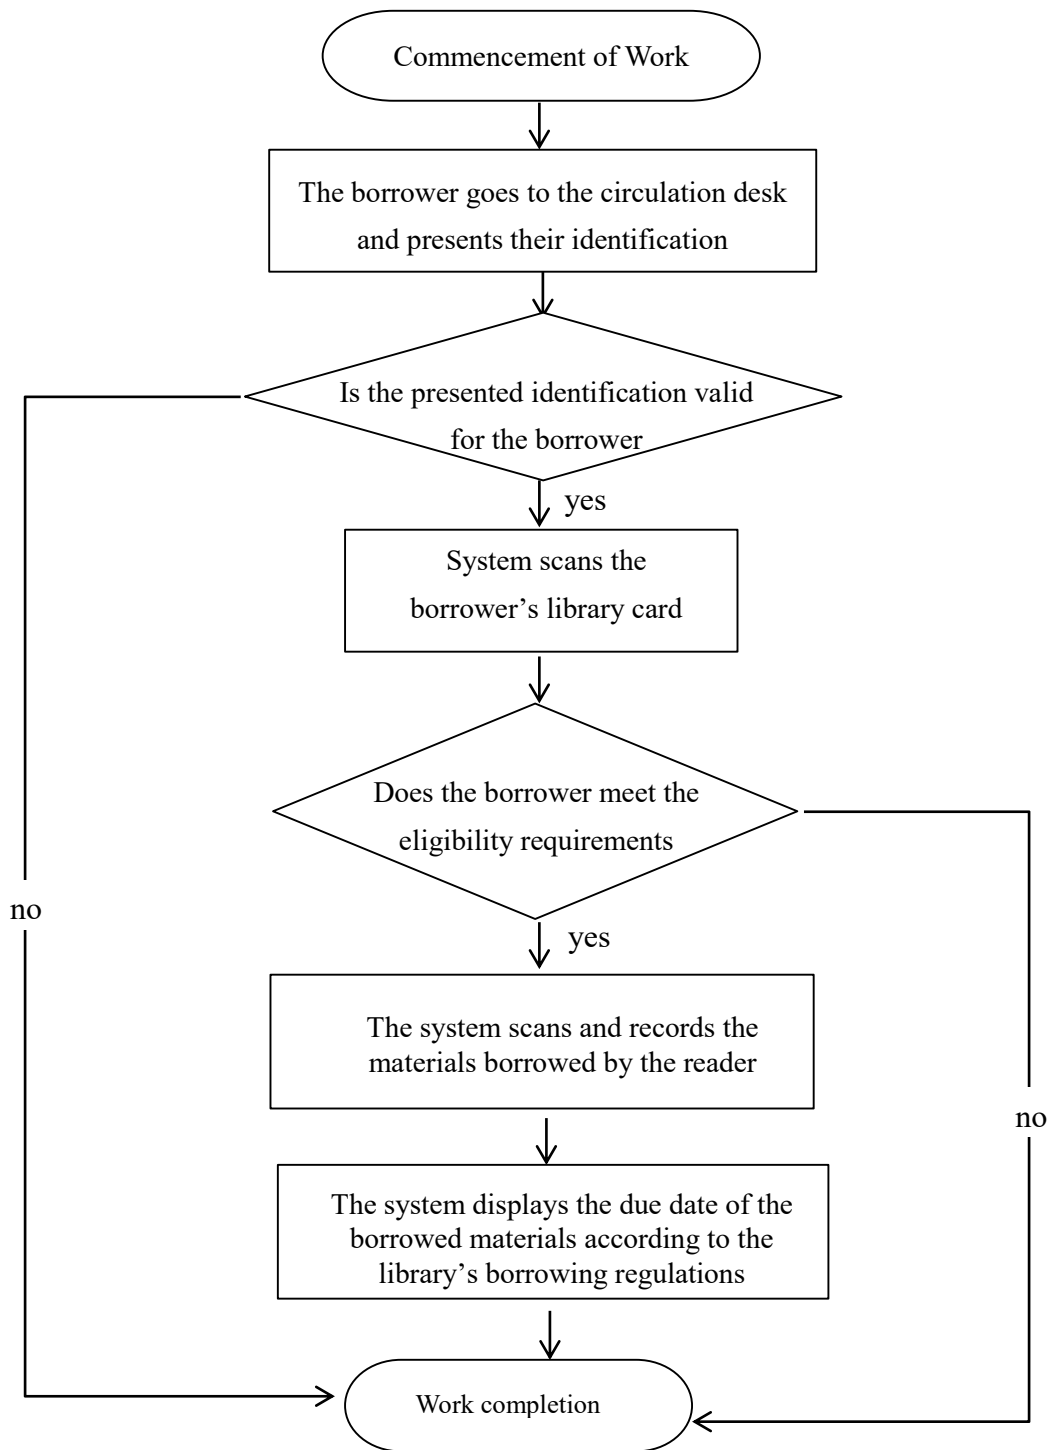 Commencement of Work
The borrower goes to the circulation desk
and presents their identification
Is the presented identification valid
for the borrower
yes
System scans the
borrower’s library card
Does the borrower meet the
eligibility requirements
no
yes
The system scans and records the
materials borrowed by the reader
no
The system displays the due date of the
borrowed materials according to the
library’s borrowing regulations
Work completion